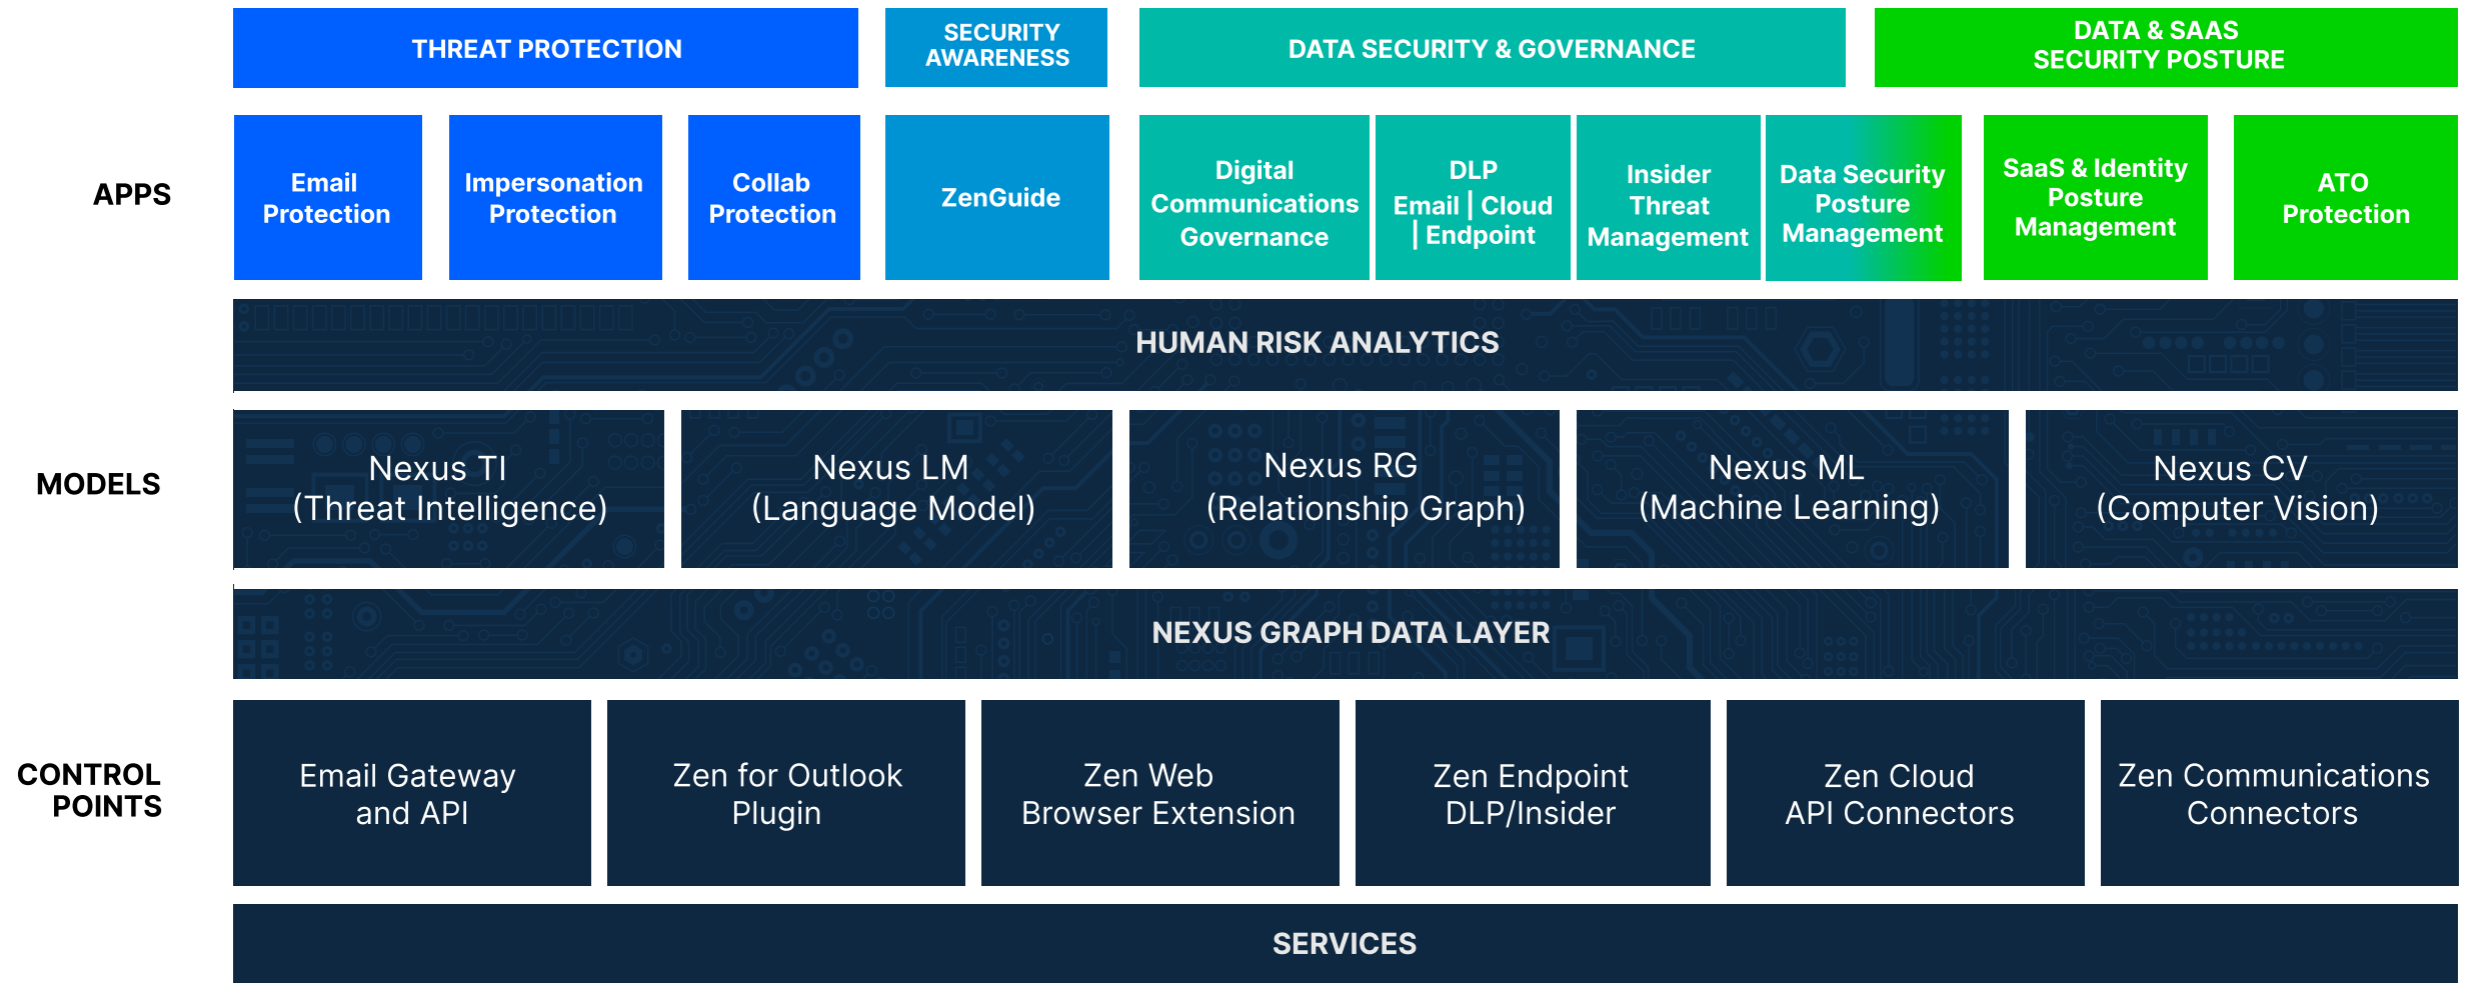 THREAT PROTECTION
SECURITY
AWARENESS
DATA SECURITY & GOVERNANCE
DATA & SAAS
SECURITY POSTURE
APPS
Email
Protection
Impersonation
Protection
Collab
Protection
ZenGuide
Digital
Communications
Governance
DLP
Email | Cloud
| Endpoint
Insider
Threat
Management
Data Security
Posture
Management
SaaS & Identity
Posture
Management
ATO
Protection
HUMAN RISK ANALYTICS
MODELS
Nexus TI
(Threat Intelligence)
Nexus LM
(Language Model)
Nexus RG
(Relationship Graph)
Nexus ML
(Machine Learning)
Nexus CV
(Computer Vision)
NEXUS GRAPH DATA LAYER
CONTROL
POINTS
Email Gateway
and API
Zen for Outlook
Plugin
Zen Web
Browser Extension
Zen Endpoint
DLP/Insider
Zen Cloud
API Connectors
Zen Communications
Connectors
SERVICES